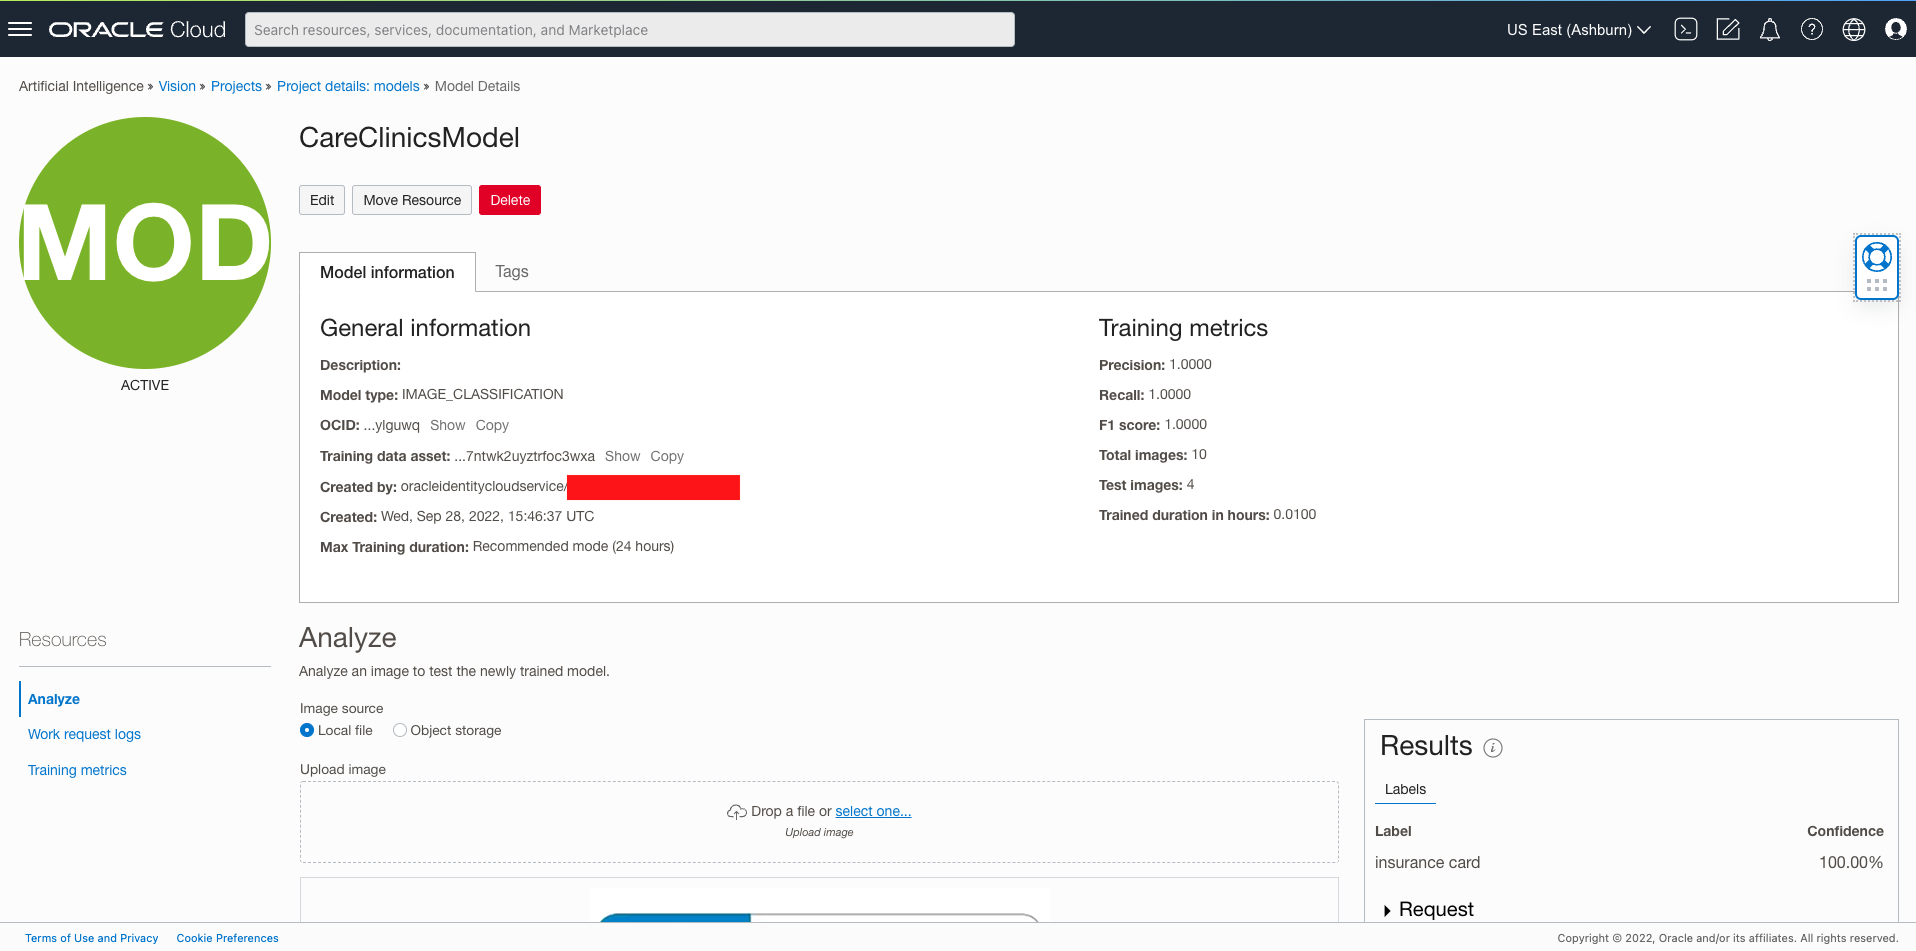 ORACLE Cloud
Search resources, services, documentation, and Marketplace
US East (Ashburn)
Artificial Intelligence » Vision » Projects » Project details: models » Model Details
MOD
ACTIVE
CareClinicsModel
Edit Move Resource Delete
Model information Tags
General information
Description:
Model type: IMAGE_CLASSIFICATION
OCID: ...ylguwq Show Copy
Training data asset: ...7ntwk2uyztrfoc3wxa Show Copy
Created by: oracleidentitycloudservice/
Created: Wed, Sep 28, 2022, 15:46:37 UTC
Max Training duration: Recommended mode (24 hours)
Training metrics
Precision: 1.0000
Recall: 1.0000
F1 score: 1.0000
Total images: 10
Test images: 4
Trained duration in hours: 0.0100
Resources
Analyze
Work request logs
Training metrics
Analyze
Analyze an image to test the newly trained model.
Image source
Local file Object storage
Upload image
Drop a file or select one...
Upload image
Results
Labels
Label Confidence
insurance card 100.00%
Request
Terms of Use and Privacy Cookie Preferences
Copyright © 2022, Oracle and/or its affiliates. All rights reserved.